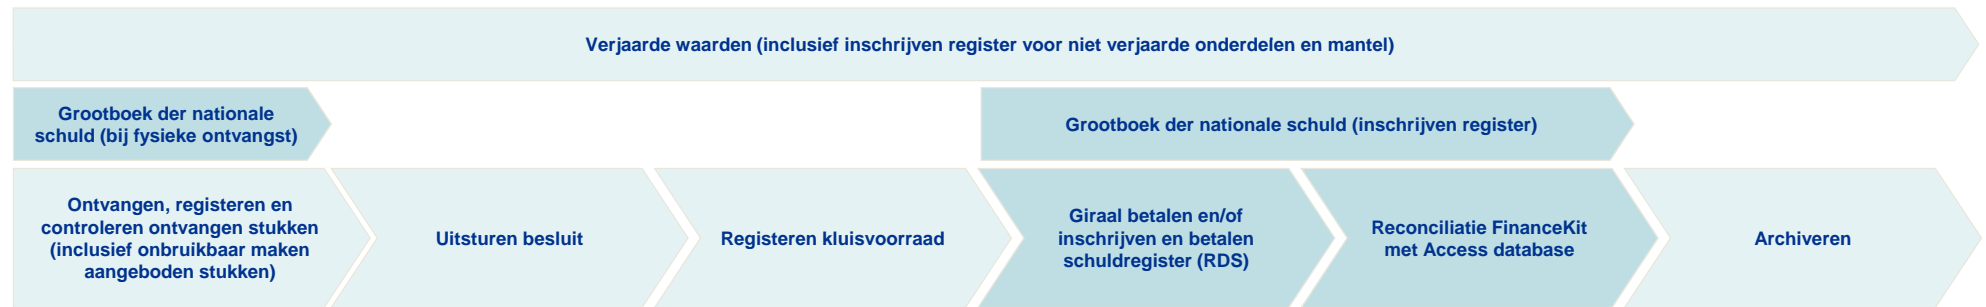 Verjaarde waarden (inclusief inschrijven register voor niet verjaarde onderdelen en mantel)
Grootboek der nationale
schuld (bij fysieke ontvangst)
Grootboek der nationale schuld (inschrijven register)
Ontvangen, registeren en
controleren ontvangen stukken
(inclusief onbruikbaar maken
aangeboden stukken)
Uitsturen besluit
Registeren kluisvoorraad
Giraal betalen en/of
inschrijven en betalen
schuldregister (RDS)
Reconciliatie FinanceKit
met Access database
Archiveren